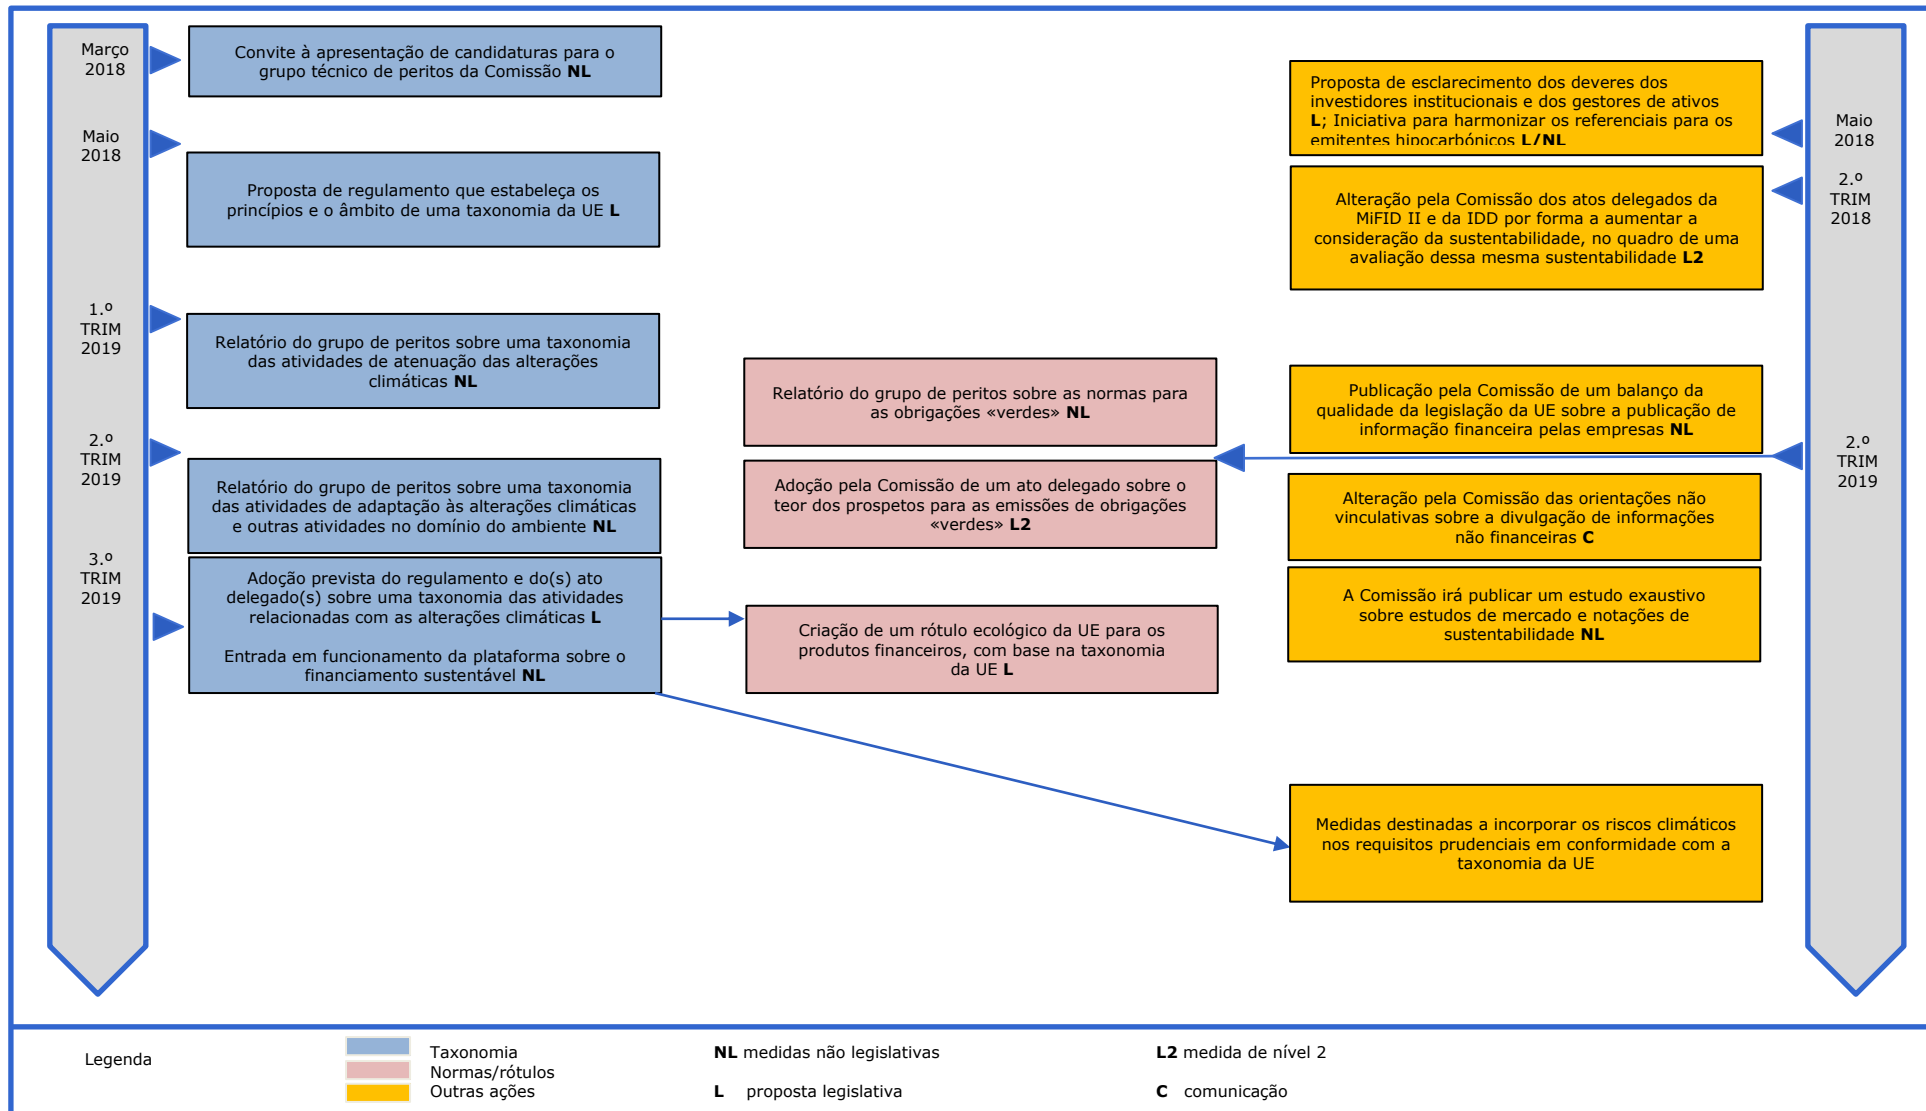 Março
2018
Convite à apresentação de candidaturas para o
grupo técnico de peritos da Comissão NL
Maio
2018
Proposta de regulamento que estabeleça os
princípios e o âmbito de uma taxonomia da UE L
1.º
TRIM
2019
Relatório do grupo de peritos sobre uma taxonomia
das atividades de atenuação das alterações
climáticas NL
2.º
TRIM
2019
Relatório do grupo de peritos sobre uma taxonomia
das atividades de adaptação às alterações climáticas
e outras atividades no domínio do ambiente NL
3.º
TRIM
2019
Adoção prevista do regulamento e do(s) ato
delegado(s) sobre uma taxonomia das atividades
relacionadas com as alterações climáticas L
Entrada em funcionamento da plataforma sobre o
financiamento sustentável NL
Relatório do grupo de peritos sobre as normas para
as obrigações «verdes» NL
Adoção pela Comissão de um ato delegado sobre o
teor dos prospetos para as emissões de obrigações
«verdes» L2
Criação de um rótulo ecológico da UE para os
produtos financeiros, com base na taxonomia
da UE L
Proposta de esclarecimento dos deveres dos
investidores institucionais e dos gestores de ativos
L; Iniciativa para harmonizar os referenciais para os
emitentes hipocarbónicos L/NL
Maio
2018
Alteração pela Comissão dos atos delegados da
MiFID II e da IDD por forma a aumentar a
consideração da sustentabilidade, no quadro de uma
avaliação dessa mesma sustentabilidade L2
2.º
TRIM
2018
Publicação pela Comissão de um balanço da
qualidade da legislação da UE sobre a publicação de
informação financeira pelas empresas NL
2.º
TRIM
2019
Alteração pela Comissão das orientações não
vinculativas sobre a divulgação de informações
não financeiras C
A Comissão irá publicar um estudo exaustivo
sobre estudos de mercado e notações de
sustentabilidade NL
Medidas destinadas a incorporar os riscos climáticos
nos requisitos prudenciais em conformidade com a
taxonomia da UE
Legenda
Taxonomia
Normas/rótulos
Outras ações
NL medidas não legislativas
L proposta legislativa
L2 medida de nível 2
C comunicação